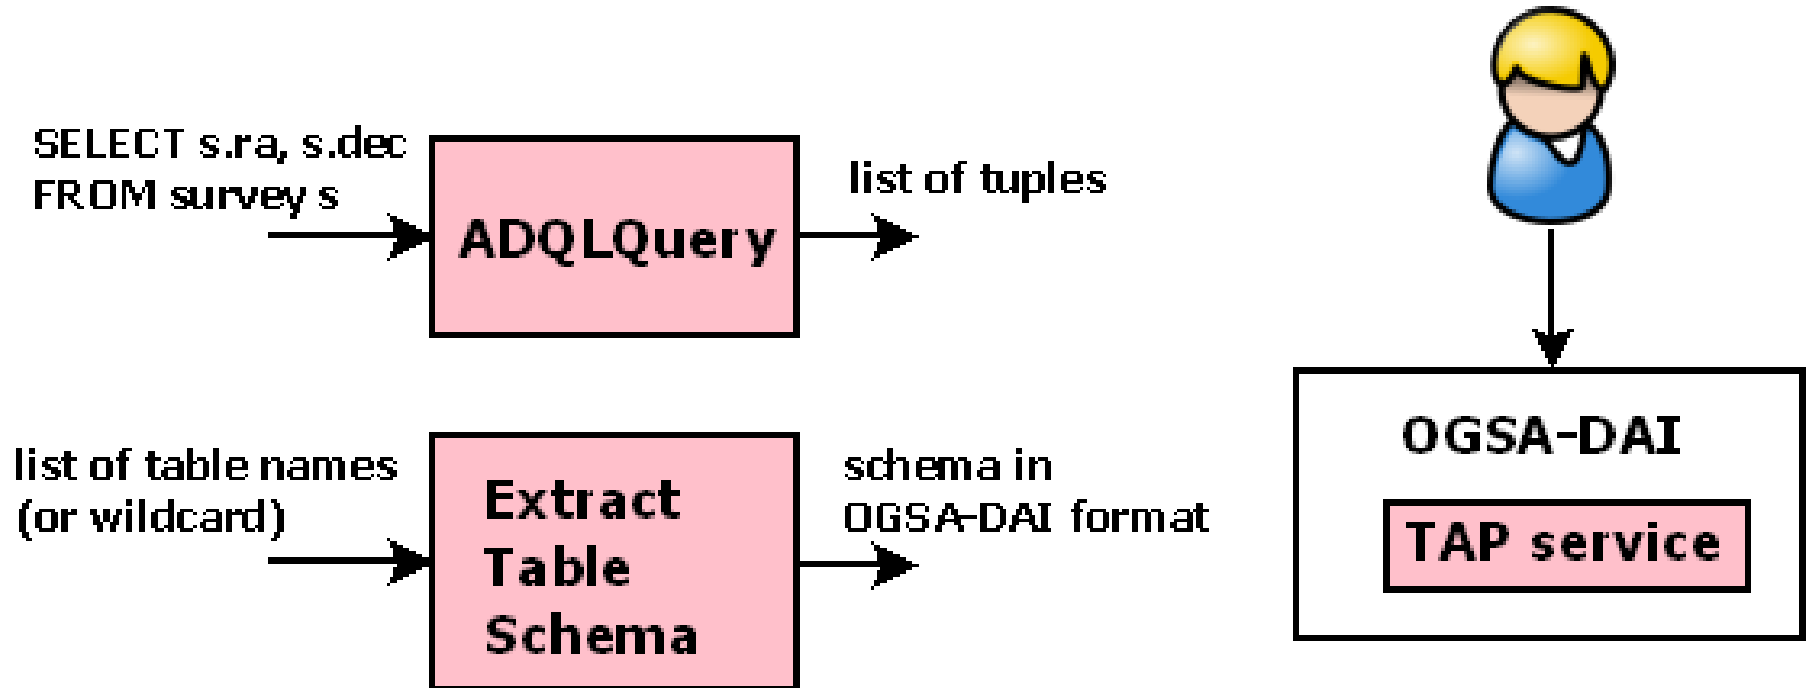 SELECT s.ra, s.dec
FROM survey s
ADQLQuery
list of tuples
list of table names
(or wildcard)
Extract
Table
Schema
schema in
OGSA-DAI format
OGSA-DAI
TAP service